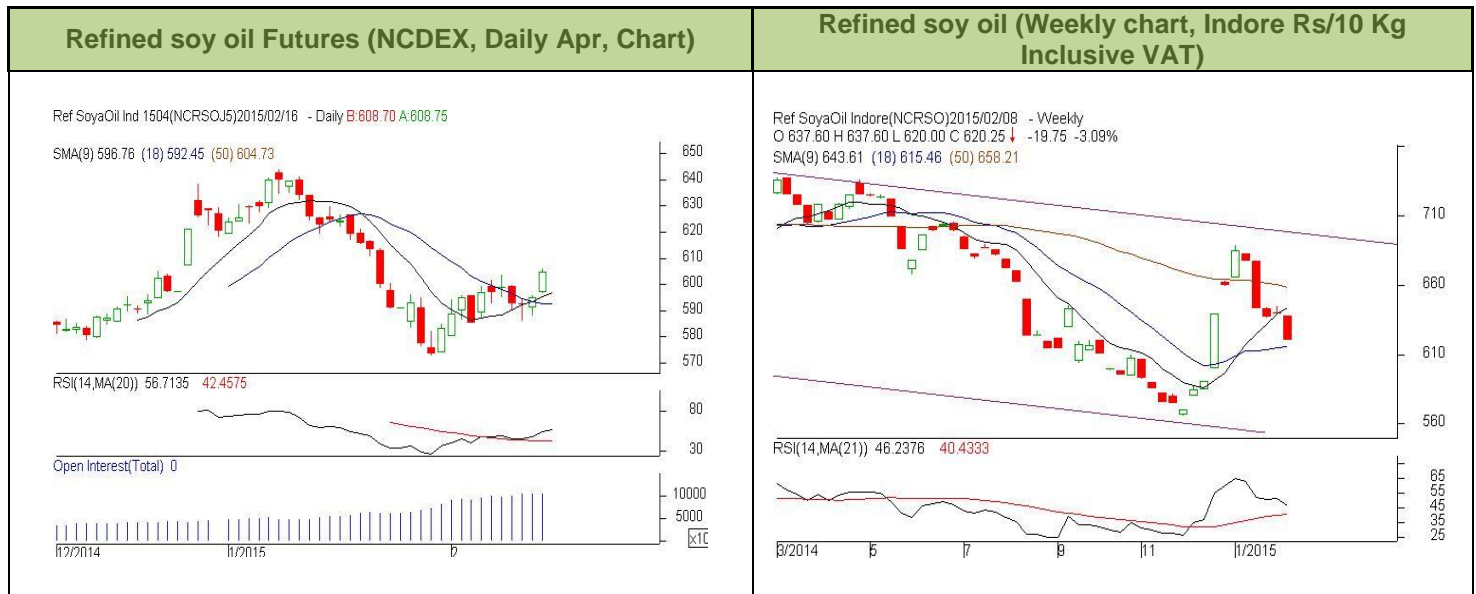 Refined soy oil Futures (NCDEX, Daily Apr, Chart)
Refined soy oil (Weekly chart, Indore Rs/10 Kg
Inclusive VAT)
Ref SoyaOil Ind 1504(NCRSOJ5)2015/02/16 - Daily B:608.70 A:608.75
SMA(9) 596.76 (18) 592.45 (50) 604.73
650
640
630
620
610
600
590
580
570
RSI(14,MA(20)) 56.7135 42.4575
80
30
Open Interest(Total) 0
10000
5000
x10
12/2014 1/2015 2
Ref SoyaOil Indore(NCRSO)2015/02/08 - Weekly
O 637.60 H 637.60 L 620.00 C 620.25 -19.75 -3.09%
SMA(9) 643.61 (18) 615.46 (50) 658.21
710
660
610
560
RSI(14,MA(21)) 46.2376 40.4333
65
55
45
35
25
3/2014 5 7 9 11 1/2015